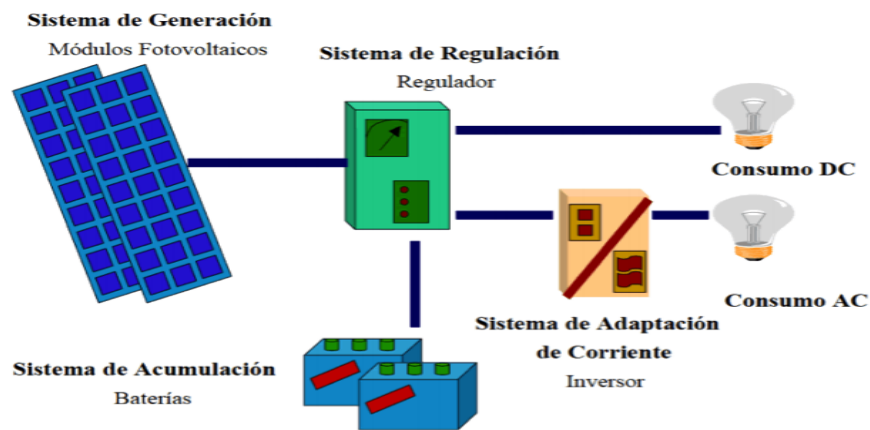 Sistema de Generación
Módulos Fotovoltaicos
Sistema de Regulación
Regulador
Consumo DC
Consumo AC
Sistema de Adaptación
de Corriente
Inversor
Sistema de Acumulación
Baterías